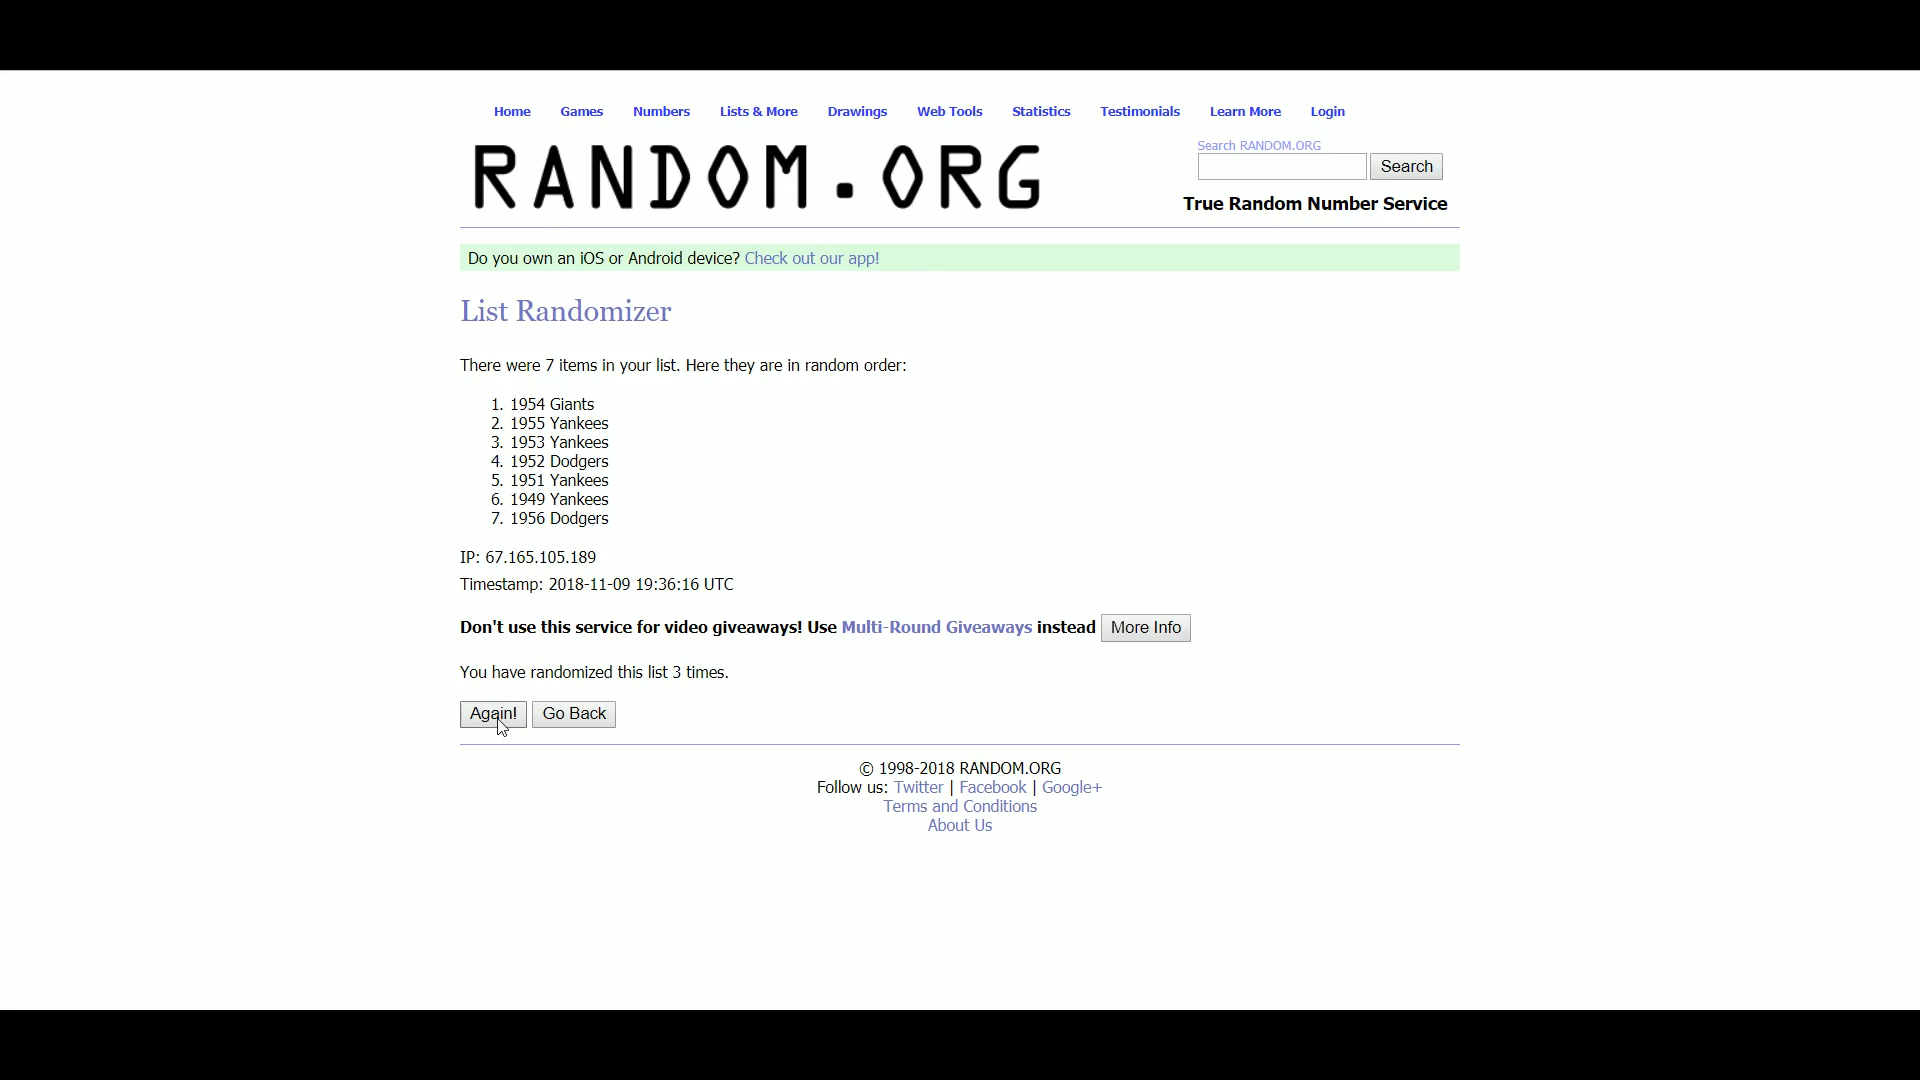 Home Games Numbers Lists & More Drawings Web Tools Statistics Testimonials Learn More Login
RANDOM.ORG
Search RANDOM.ORG
Search
True Random Number Service
Do you own an iOS or Android device? Check out our app!
List Randomizer
There were 7 items in your list. Here they are in random order:
1. 1954 Giants
2. 1955 Yankees
3. 1953 Yankees
4. 1952 Dodgers
5. 1951 Yankees
6. 1949 Yankees
7. 1956 Dodgers
IP: 67.165.105.189
Timestamp: 2018-11-09 19:36:16 UTC
Don't use this service for video giveaways! Use Multi-Round Giveaways instead More Info
You have randomized this list 3 times.
Again! Go Back
© 1998-2018 RANDOM.ORG
Follow us: Twitter | Facebook | Google+
Terms and Conditions
About Us